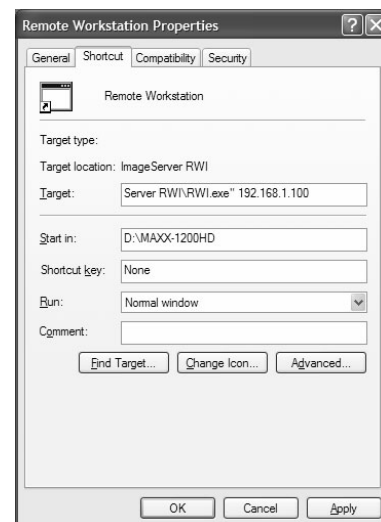 Remote Workstation Properties
General Shortcut Compatibility Security
Remote Workstation
Target type:
Target location: ImageServer RWI
Target: Server RWI\RWI.exe" 192.168.1.100
Start in: D:\MAXX-1200HD
Shortcut key: None
Run: Normal window
Comment:
Find Target... Change Icon... Advanced...
OK Cancel Apply